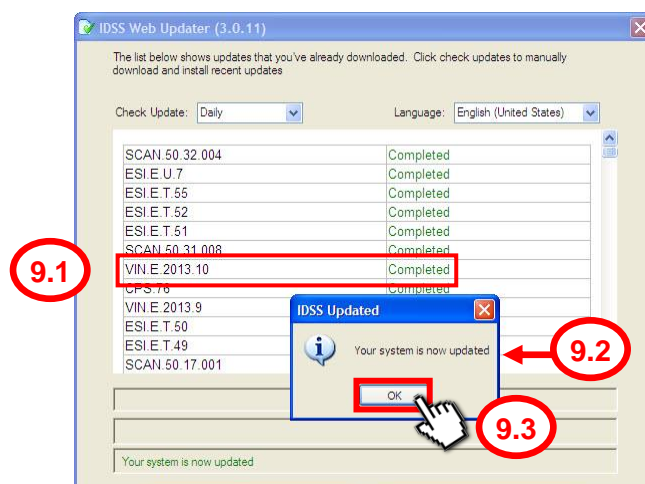 IDSS Web Updater (3.0.11)
The list below shows updates that you've already downloaded. Click check updates to manually
download and install recent updates
Check Update: Daily Language: English (United States)
SCAN.50.32.004 Completed
ESI.E.U.7 Completed
ESI.E.T.55 Completed
ESI.E.T.52 Completed
ESI.E.T.51 Completed
SCAN.50.31.008 Completed
9.1 VIN.E.2013.10 Completed
CPS.76 Completed
VIN.E.2013.9
IDSS Updated
ESI.E.T.50
ESI.E.T.49
Your system is now updated 9.2
SCAN.50.17.001
OK
9.3
Your system is now updated